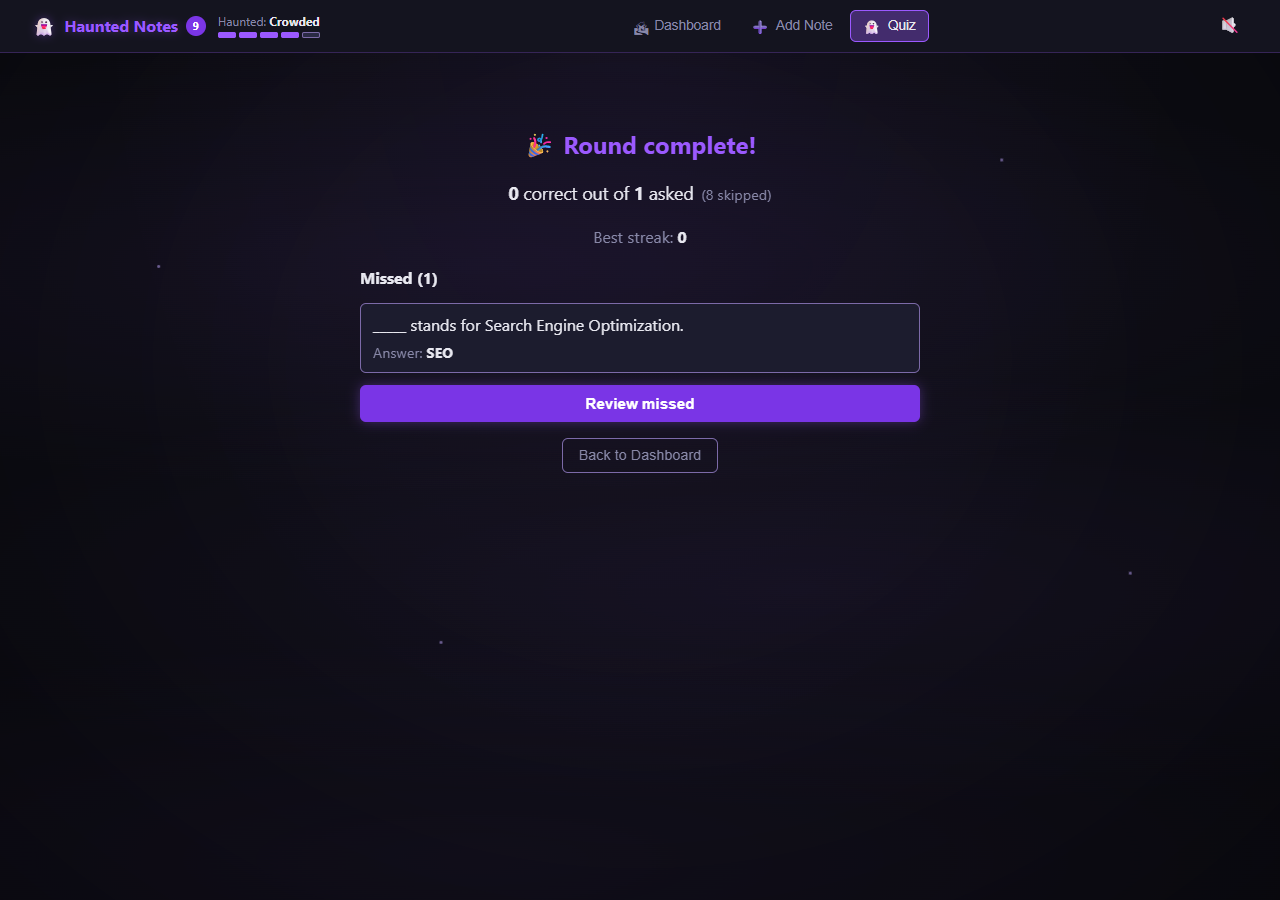 Haunted Notes 9
Haunted: Crowded
Dashboard
Add Note
Quiz
Round complete!
0 correct out of 1 asked (8 skipped)
Best streak: 0
Missed (1)
_____ stands for Search Engine Optimization.
Answer: SEO
Review missed
Back to Dashboard